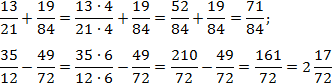 13/21 + 19/84 = 13 · 4/21 · 4 + 19/84 = 52/84 + 19/84 = 71/84;
35/12 − 49/72 = 35 · 6/12 · 6 − 49/72 = 210/72 − 49/72 = 161/72 = 2 17/72